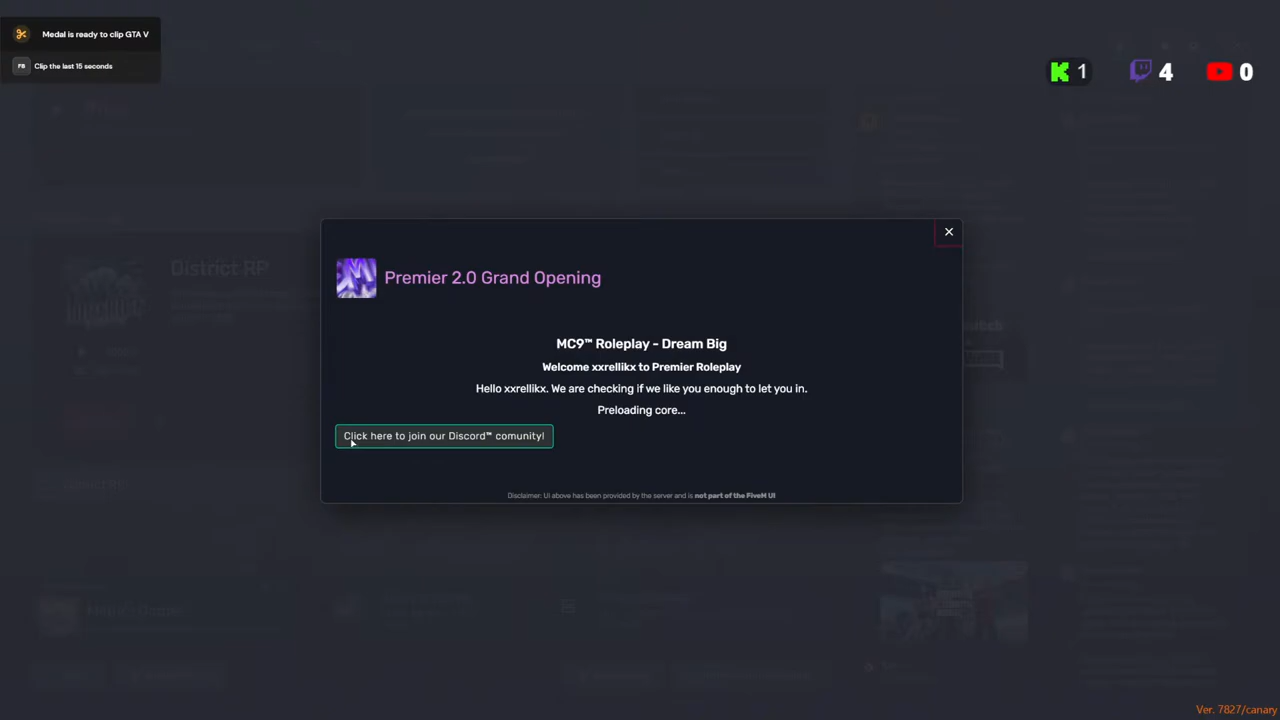 Medal is ready to clip GTA V
F8 Clip the last 15 seconds
1 4 0
District RP
Premier 2.0 Grand Opening
MC9™ Roleplay - Dream Big
Welcome xxrellikx to Premier Roleplay
Hello xxrellikx. We are checking if we like you enough to let you in.
Preloading core...
Click here to join our Discord™ comunity!
Disclaimer: UI above has been provided by the server and is not part of the FiveM UI
Ver. 7827/canary